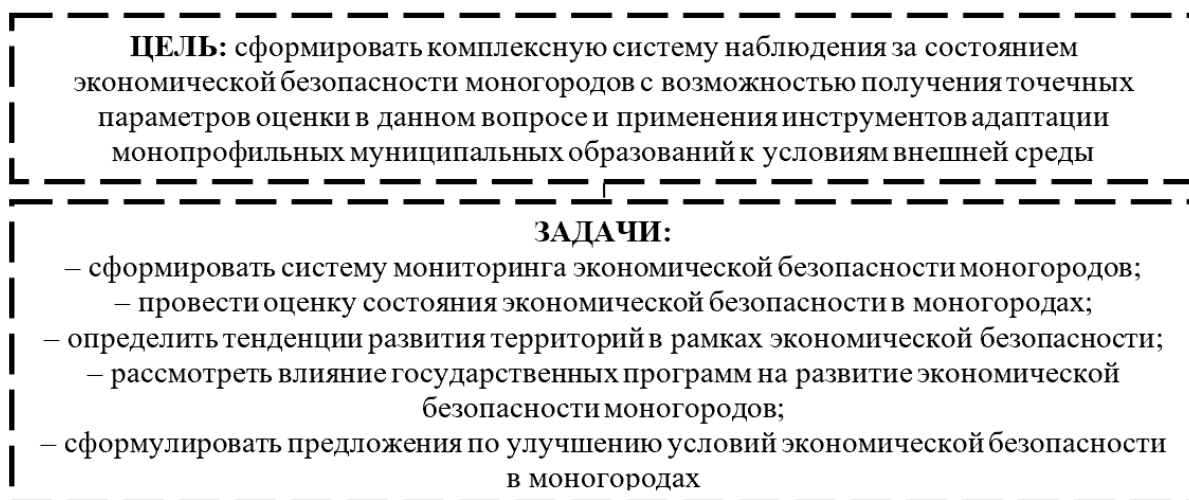 ЦЕЛЬ: сформировать комплексную систему наблюдения за состоянием
экономической безопасности моногородов с возможностью получения точечных
параметров оценки в данном вопросе и применения инструментов адаптации
монопрофильных муниципальных образований к условиям внешней среды
ЗАДАЧИ:
– сформировать систему мониторинга экономической безопасности моногородов;
– провести оценку состояния экономической безопасности в моногородах;
– определить тенденции развития территорий в рамках экономической безопасности;
– рассмотреть влияние государственных программ на развитие экономической
безопасности моногородов;
– сформулировать предложения по улучшению условий экономической безопасности
в моногородах